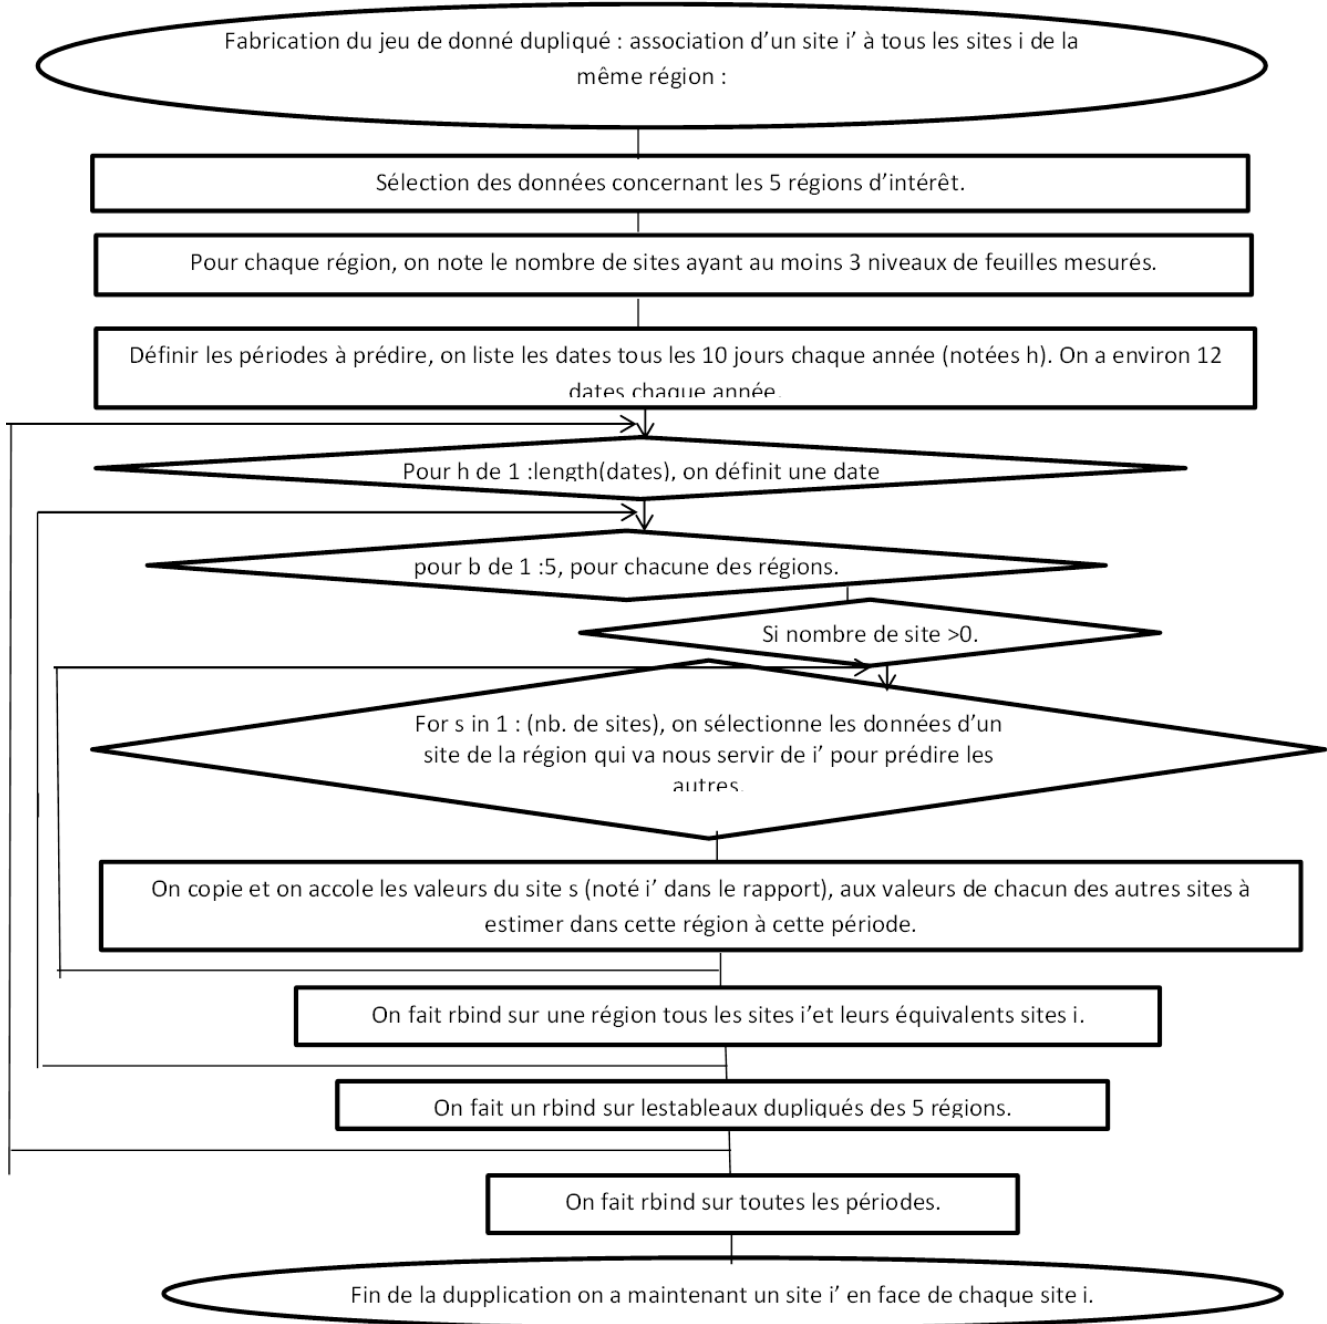 Fabrication du jeu de donné dupliqué : association d’un site i’ à tous les sites i de la
même région :
Sélection des données concernant les 5 régions d’intérêt.
Pour chaque région, on note le nombre de sites ayant au moins 3 niveaux de feuilles mesurés.
Définir les périodes à prédire, on liste les dates tous les 10 jours chaque année (notées h). On a environ 12
dates chaque année.
Pour h de 1 :length(dates), on définit une date
pour b de 1 :5, pour chacune des régions.
Si nombre de site >0.
For s in 1 : (nb. de sites), on sélectionne les données d’un
site de la région qui va nous servir de i’ pour prédire les
autres.
On copie et on accole les valeurs du site s (noté i’ dans le rapport), aux valeurs de chacun des autres sites à
estimer dans cette région à cette période.
On fait rbind sur une région tous les sites i’et leurs équivalents sites i.
On fait un rbind sur lestableaux dupliqués des 5 régions.
On fait rbind sur toutes les périodes.
Fin de la dupplication on a maintenant un site i’ en face de chaque site i.